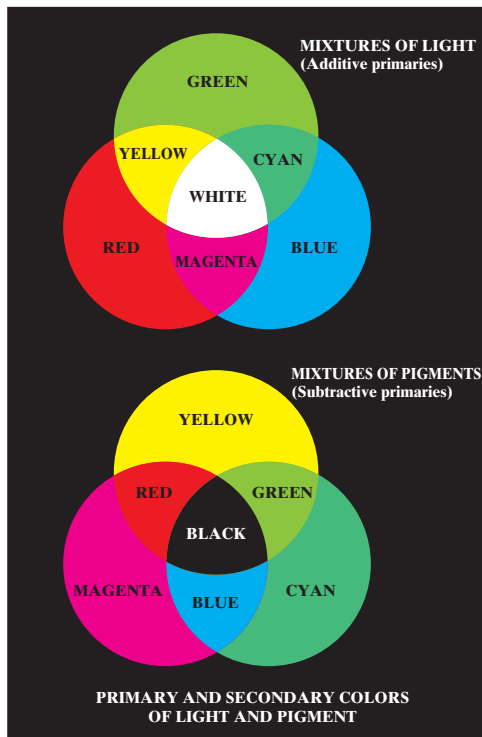 MIXTURES OF LIGHT
(Additive primaries)
GREEN
YELLOW
CYAN
WHITE
RED
BLUE
MAGENTA
MIXTURES OF PIGMENTS
(Subtractive primaries)
YELLOW
RED
GREEN
BLACK
MAGENTA
CYAN
BLUE
PRIMARY AND SECONDARY COLORS
OF LIGHT AND PIGMENT